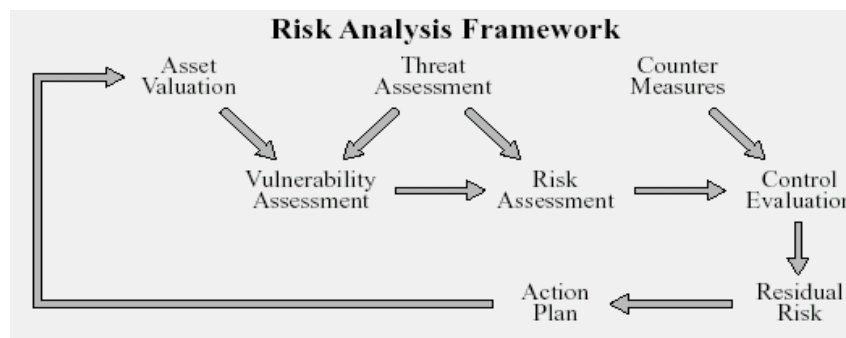 Risk Analysis Framework
Asset
Valuation
Threat
Assessment
Counter
Measures
Vulnerability
Assessment
Risk
Assessment
Control
Evaluation
Action
Plan
Residual
Risk